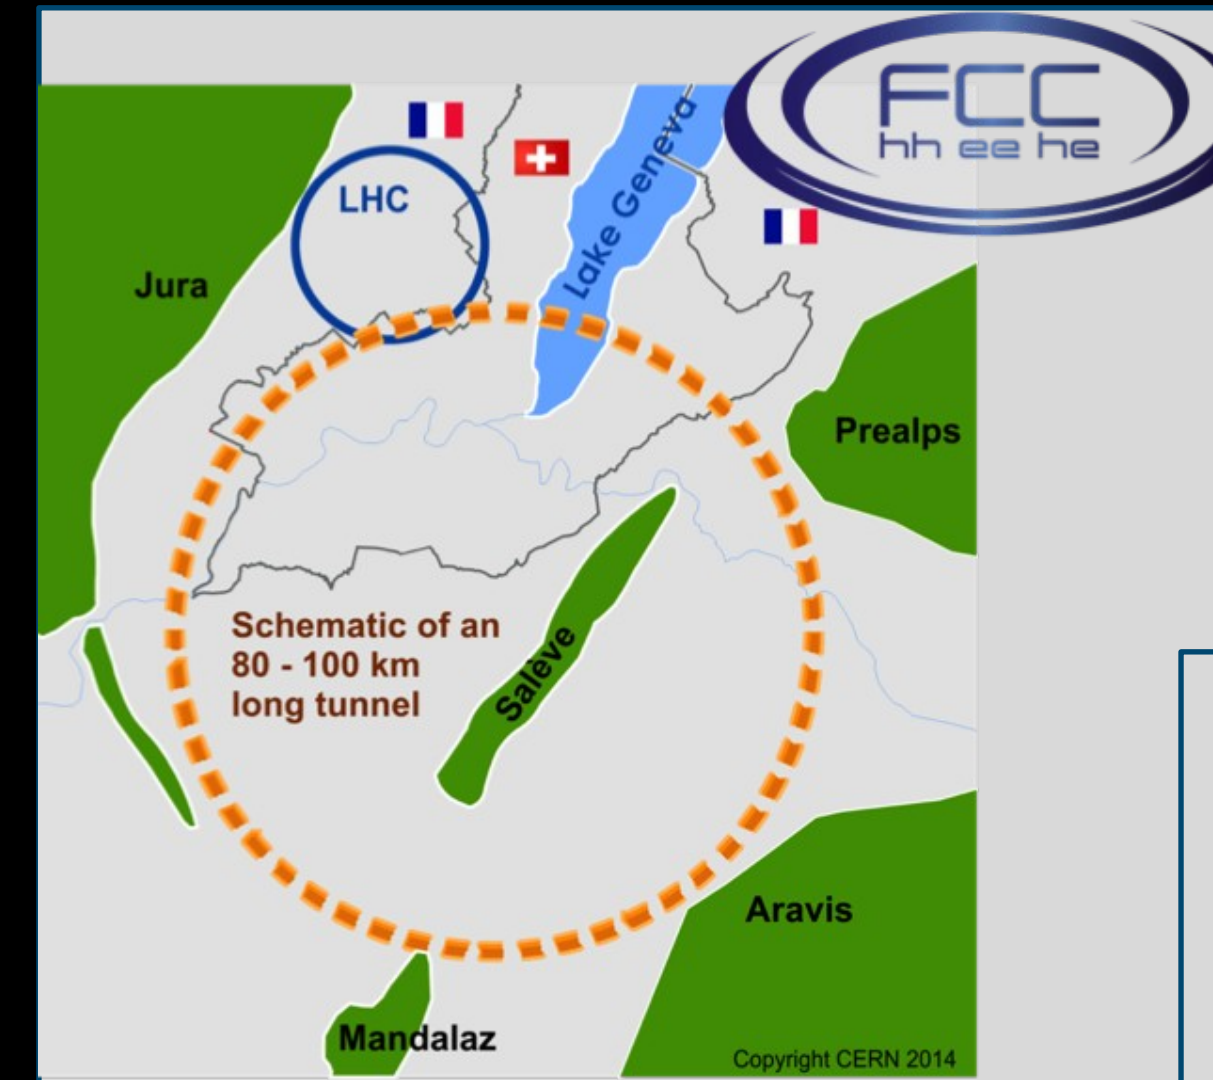 FCC
hh ee he
LHC
Lake Geneva
Jura
Prealps
Schematic of an
80 - 100 km
long tunnel
Salève
Aravis
Mandalaz
Copyright CERN 2014